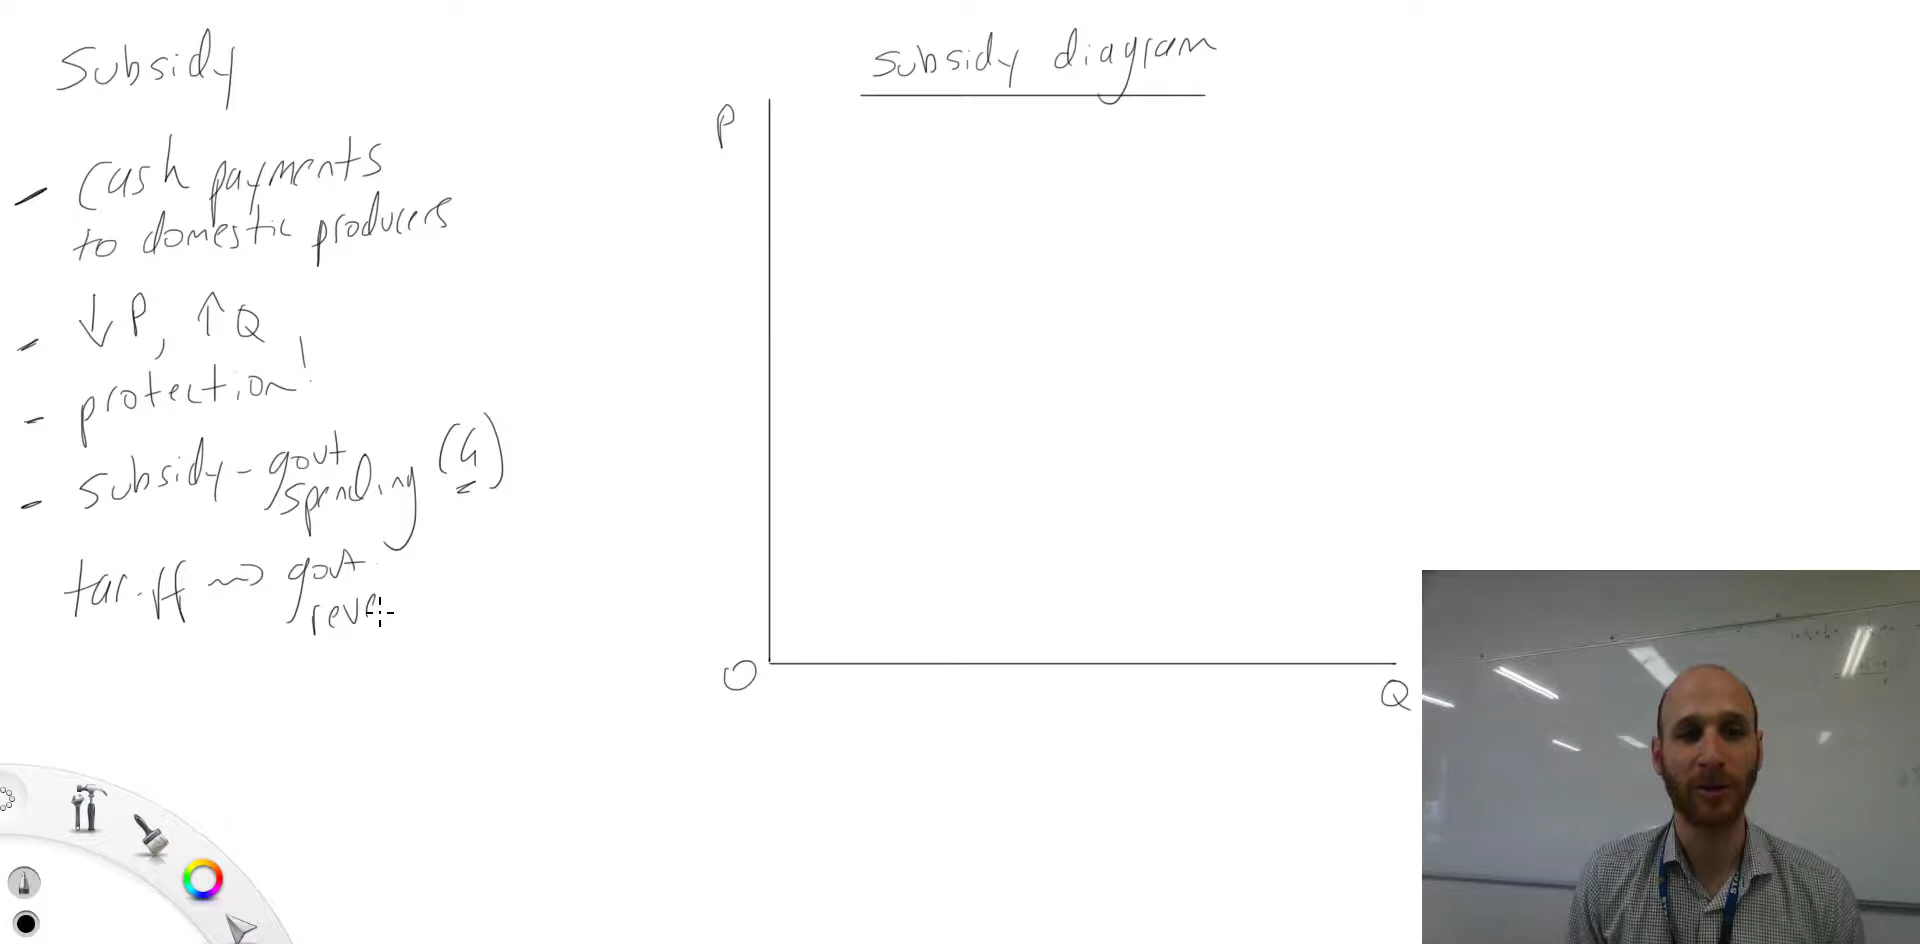 Subsidy
- Cash payments
to domestic producers
- ↓ P, ↑ Q
- protection!
- subsidy - govt
spending (G)
tariff → govt
reve
subsidy diagram
P
O
Q